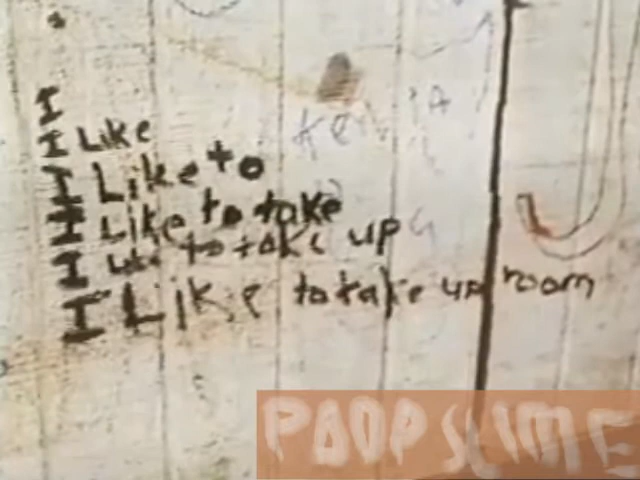 I
I Like
I Like to
I Like to take
I Like to take up
I Like to take up room
POOP SLIME